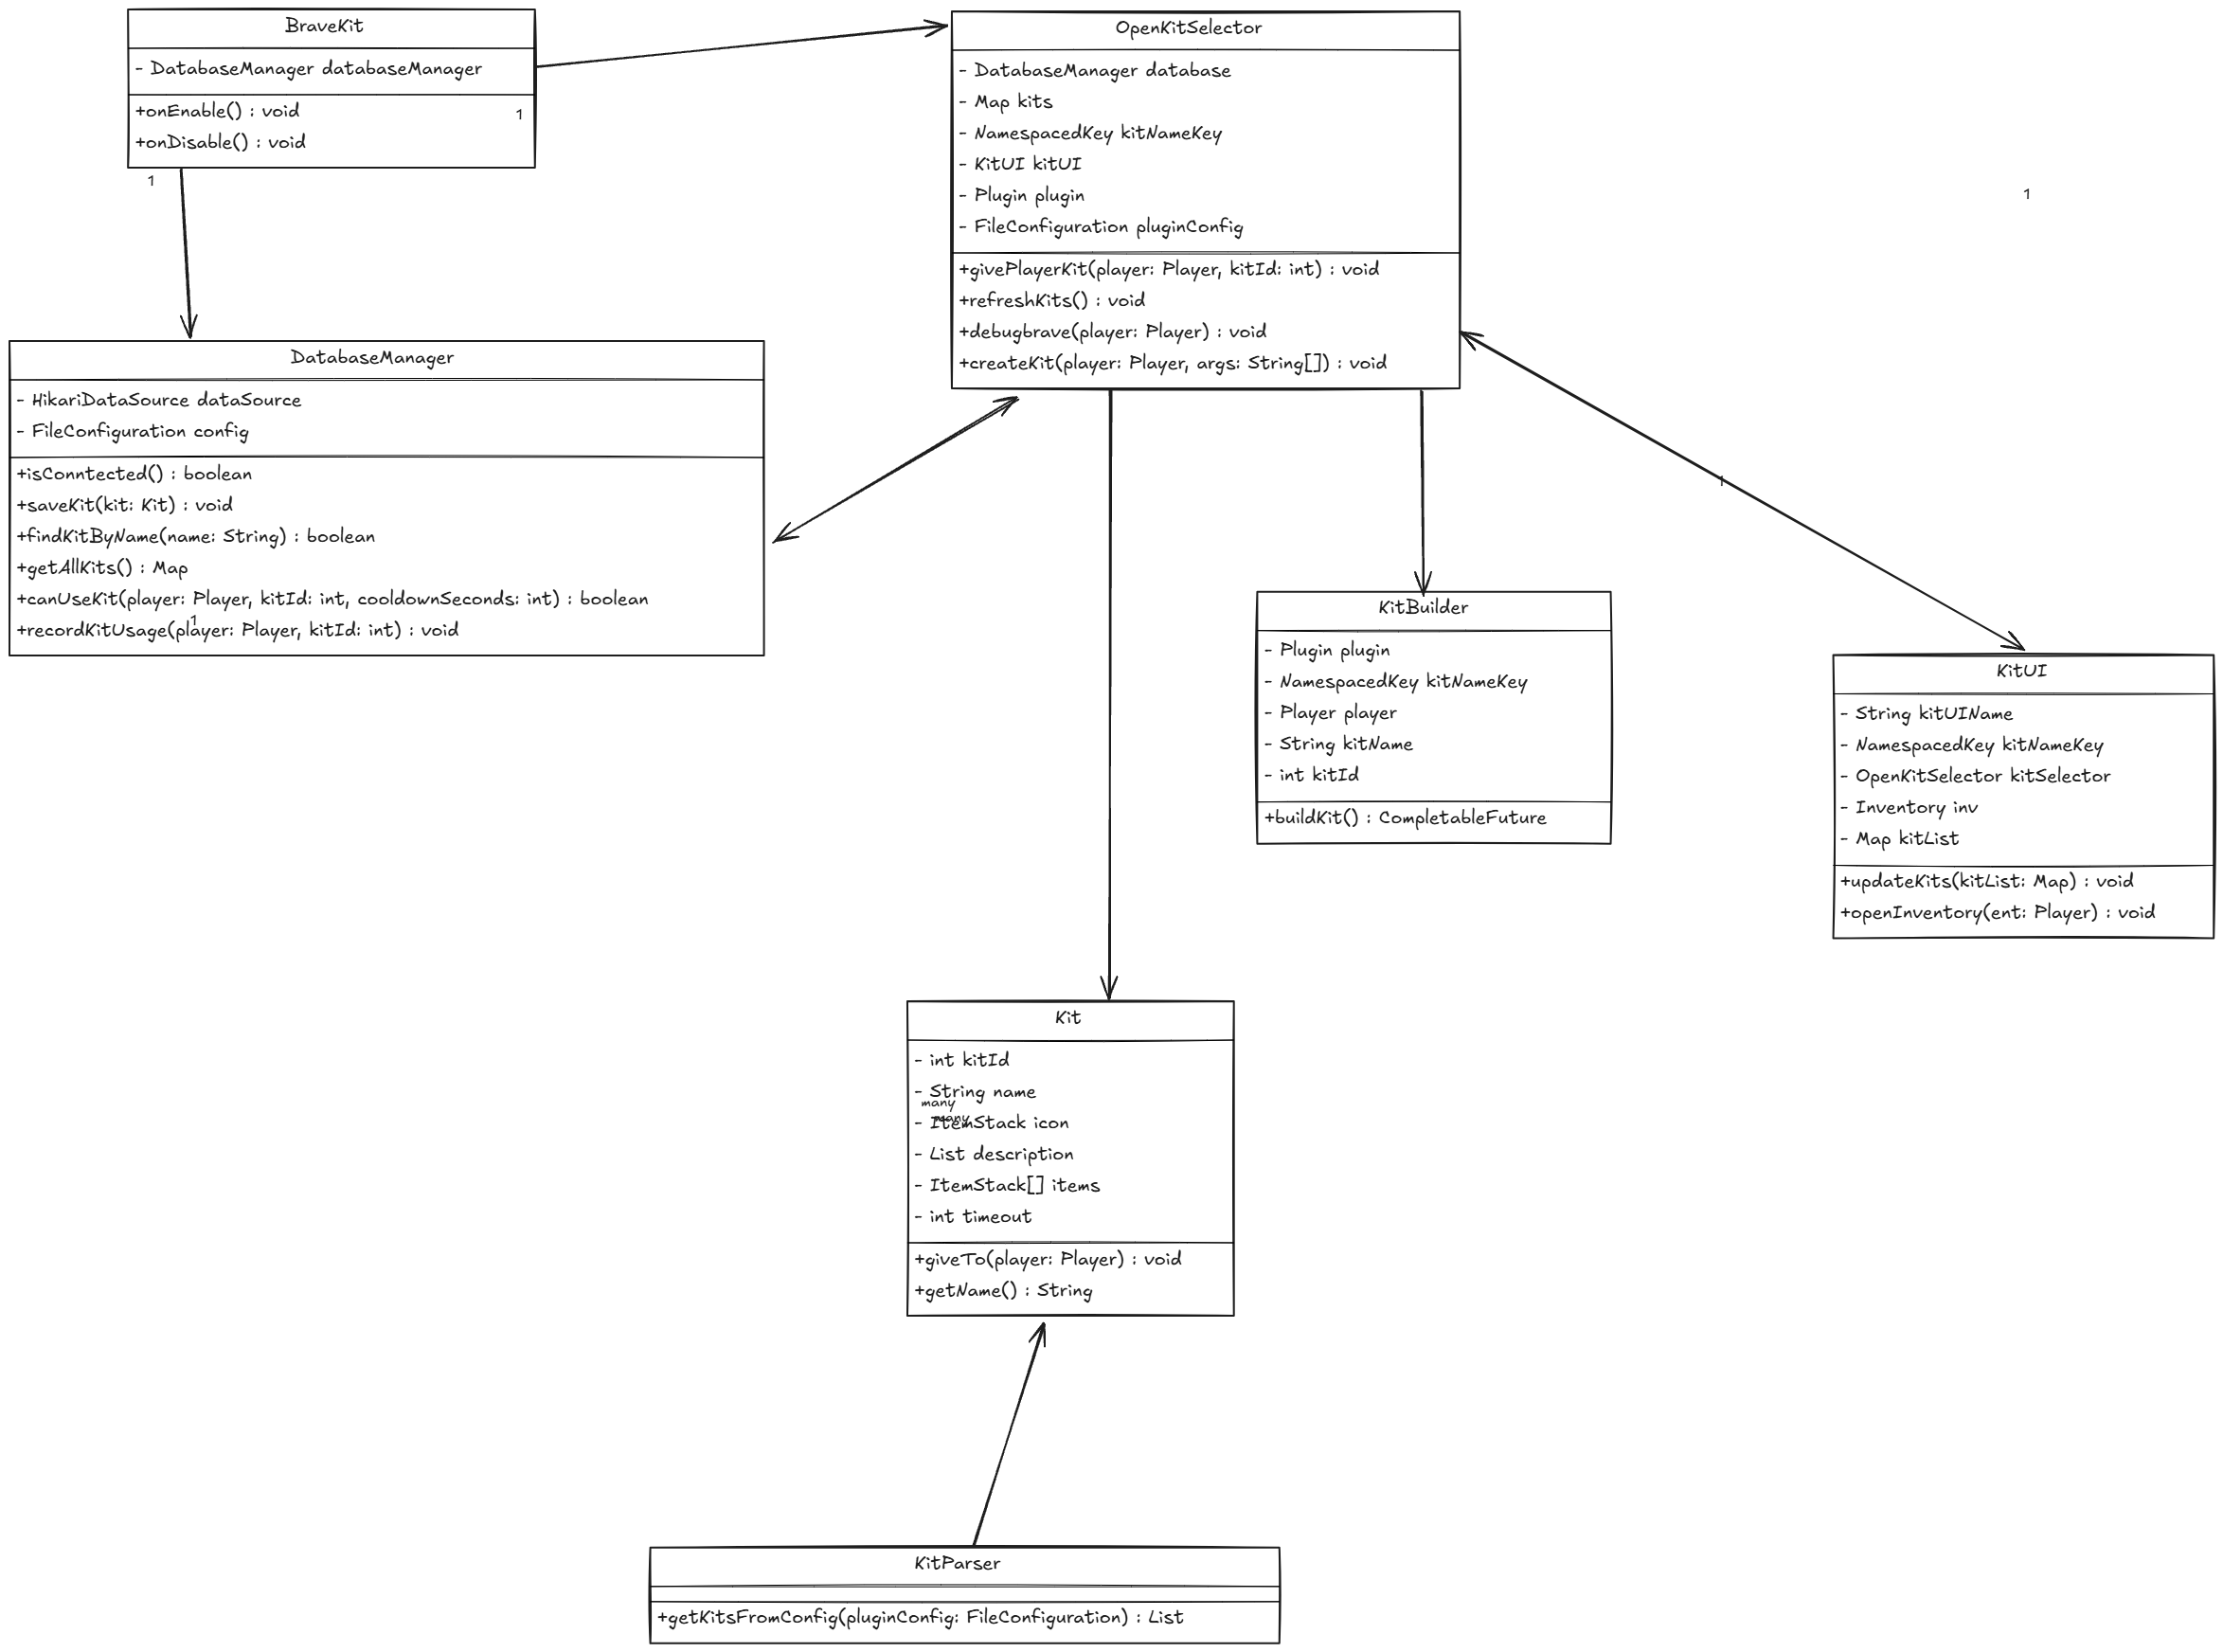 BraveKit
- DatabaseManager databaseManager
+onEnable() : void
1
+onDisable() : void
1
OpenKitSelector
- DatabaseManager database
- Map kits
- NamespacedKey kitNameKey
- KitUI kitUI
- Plugin plugin
- FileConfiguration pluginConfig
+givePlayerKit(player: Player, kitId: int) : void
+refreshKits() : void
+debugbrave(player: Player) : void
+createKit(player: Player, args: String[]) : void
1
DatabaseManager
- HikariDataSource dataSource
- FileConfiguration config
+isConntected() : boolean
+saveKit(kit: Kit) : void
+findKitByName(name: String) : boolean
+getAllKits() : Map
+canUseKit(player: Player, kitId: int, cooldownSeconds: int) : boolean
1
+recordKitUsage(player: Player, kitId: int) : void
1
KitBuilder
- Plugin plugin
- NamespacedKey kitNameKey
- Player player
- String kitName
- int kitId
+buildKit() : CompletableFuture
KitUI
- String kitUIName
- NamespacedKey kitNameKey
- OpenKitSelector kitSelector
- Inventory inv
- Map kitList
+updateKits(kitList: Map) : void
+openInventory(ent: Player) : void
Kit
- int kitId
- String name
many
many
- ItemStack icon
- List description
- ItemStack[] items
- int timeout
+giveTo(player: Player) : void
+getName() : String
KitParser
+getKitsFromConfig(pluginConfig: FileConfiguration) : List